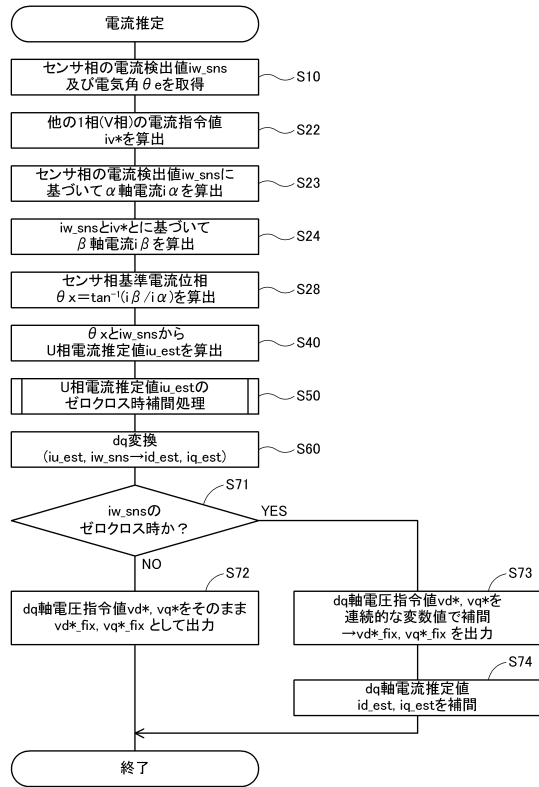 電流推定
センサ相の電流検出値iw_sns
及び電気角θeを取得
S10
他の1相(V相)の電流指令値
iv*を算出
S22
センサ相の電流検出値iw_snsに
基づいてα軸電流iαを算出
S23
iw_snsとiv*とに基づいて
β軸電流iβを算出
S24
センサ相基準電流位相
θx=tan⁻¹(iβ/iα)を算出
S28
θxとiw_snsから
U相電流推定値iu_estを算出
S40
U相電流推定値iu_estの
ゼロクロス時補間処理
S50
dq変換
(iu_est, iw_sns→id_est, iq_est)
S60
S71
iw_snsの
ゼロクロス時か?
YES
NO
S72
dq軸電圧指令値vd*, vq*をそのまま
vd*_fix, vq*_fix として出力
S73
dq軸電圧指令値vd*, vq*を
連続的な変数値で補間
→vd*_fix, vq*_fix を出力
S74
dq軸電流推定値
id_est, iq_estを補間
終了